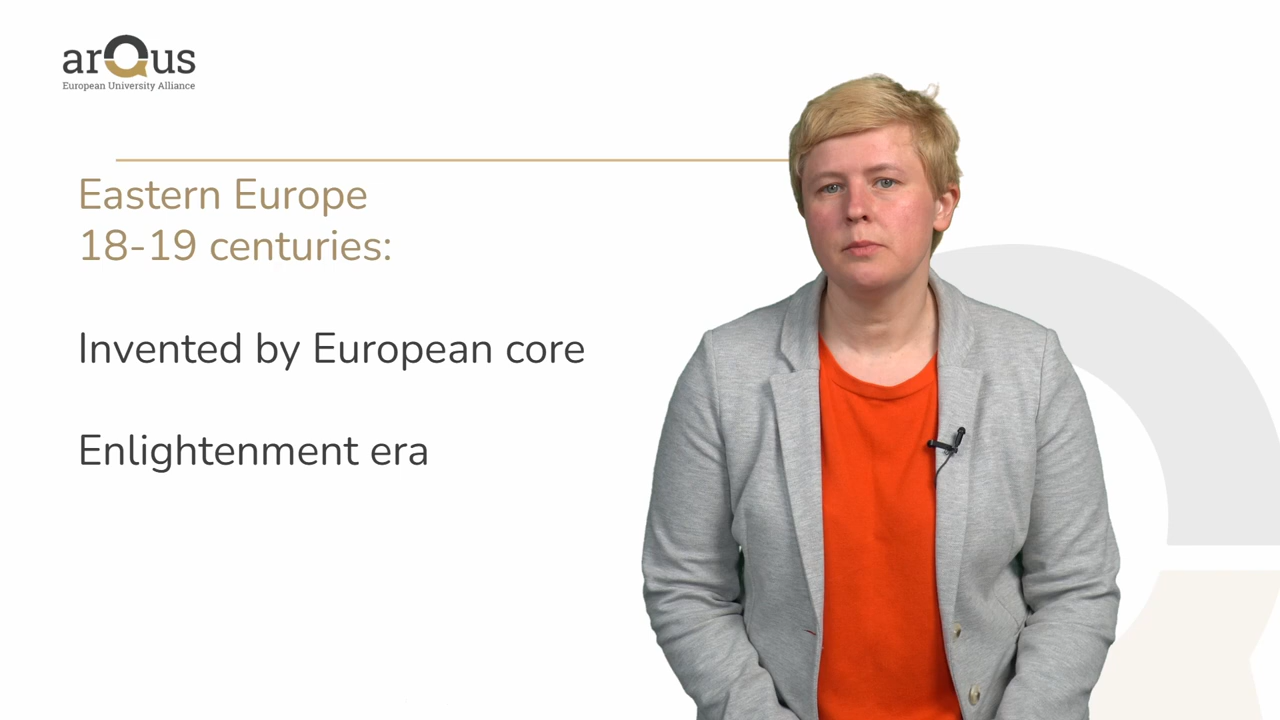 arQus
European University Alliance
Eastern Europe
18-19 centuries:
Invented by European core
Enlightenment era